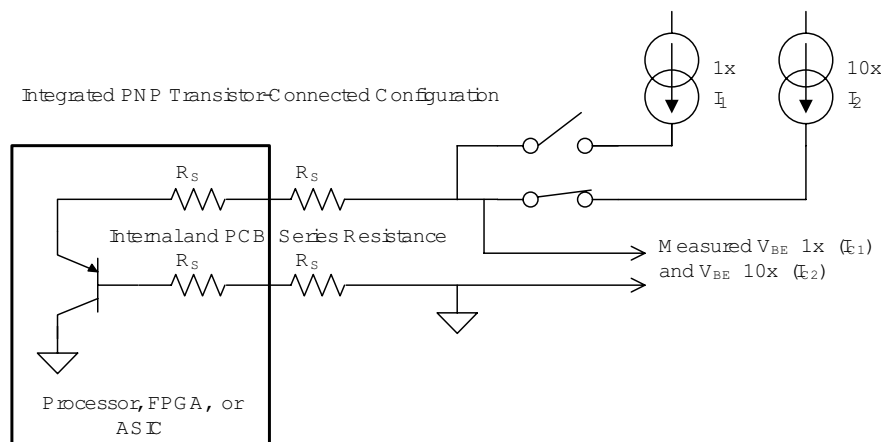 1x
I1
10x
I2
Integrated PNP Transistor-Connected Configuration
RS
RS
Internal and PCB Series Resistance
RS
RS
Measured VBE 1x (IC1)
and VBE 10x (IC2)
Processor, FPGA, or
ASIC